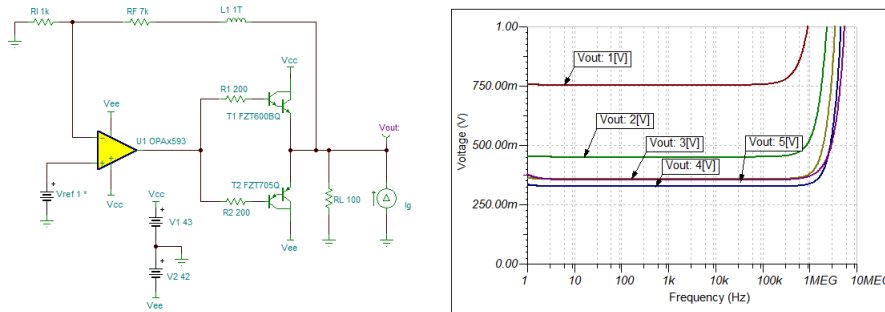 RI 1k
RF 7k
L1 1T
Vcc
R1 200
T1 FZT600BQ
Vee
Vout:
U1 OPAx593
Vref 1 *
Vcc
Vcc
V1 43
T2 FZT705Q
R2 200
RL 100
Ig
Vee
V2 42
Vee
1.00
750.00m
500.00m
250.00m
0.00
Voltage (V)
Vout: 1[V]
Vout: 2[V]
Vout: 3[V]
Vout: 5[V]
Vout: 4[V]
1
10
100
1k
10k
100k
1MEG
10MEG
Frequency (Hz)